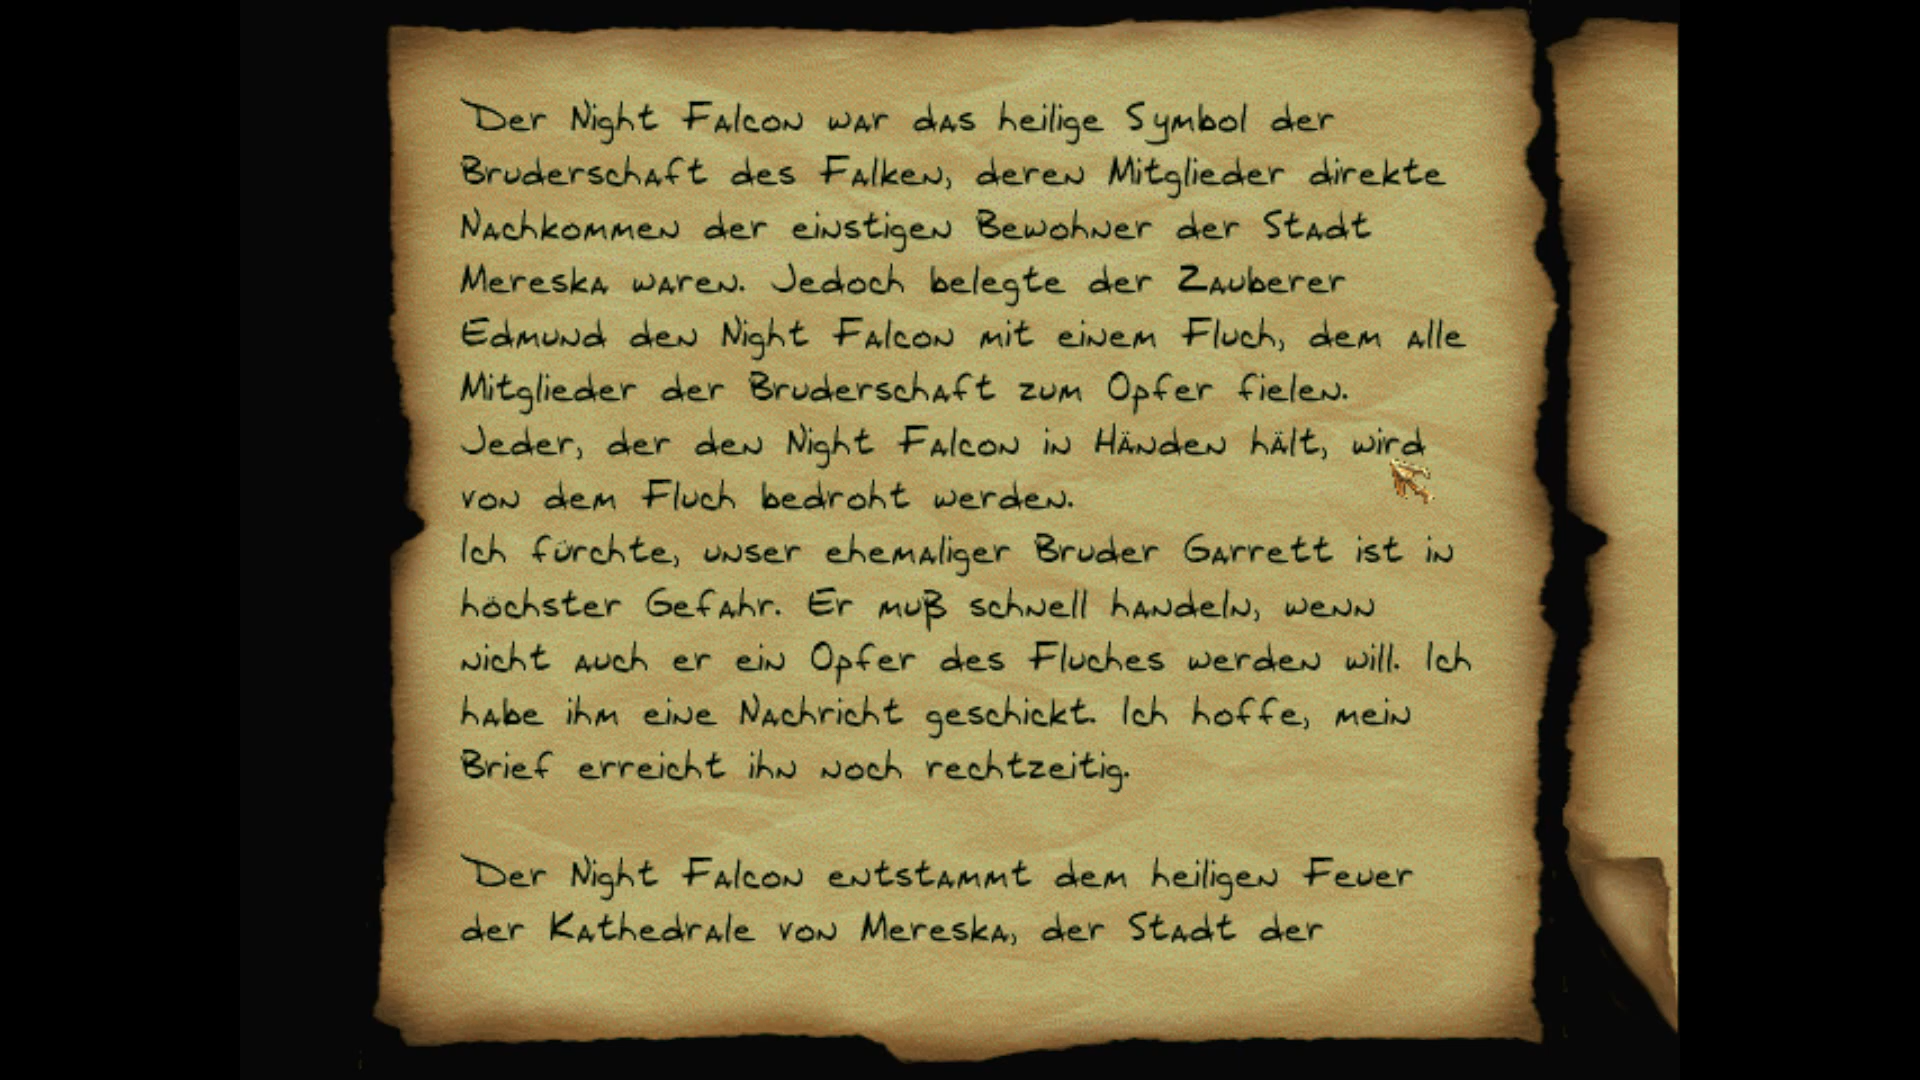 Der Night Falcon war das heilige Symbol der
Bruderschaft des Falken, deren Mitglieder direkte
Nachkommen der einstigen Bewohner der Stadt
Mereska waren. Jedoch belegte der Zauberer
Edmund den Night Falcon mit einem Fluch, dem alle
Mitglieder der Bruderschaft zum Opfer fielen.
Jeder, der den Night Falcon in Händen hält, wird
von dem Fluch bedroht werden.
Ich fürchte, unser ehemaliger Bruder Garrett ist in
höchster Gefahr. Er muß schnell handeln, wenn
nicht auch er ein Opfer des Fluches werden will. Ich
habe ihm eine Nachricht geschickt. Ich hoffe, mein
Brief erreicht ihn noch rechtzeitig.
Der Night Falcon entstammt dem heiligen Feuer
der Kathedrale von Mereska, der Stadt der